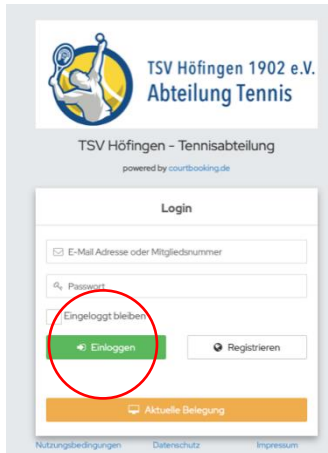 TSV Höfingen 1902 e.V.
Abteilung Tennis
TSV Höfingen - Tennisabteilung
powered by courtbooking.de
Login
E-Mail Adresse oder Mitgliedsnummer
Passwort
Eingeloggt bleiben
Einloggen
Registrieren
Aktuelle Belegung
Nutzungsbedingungen Datenschutz Impressum